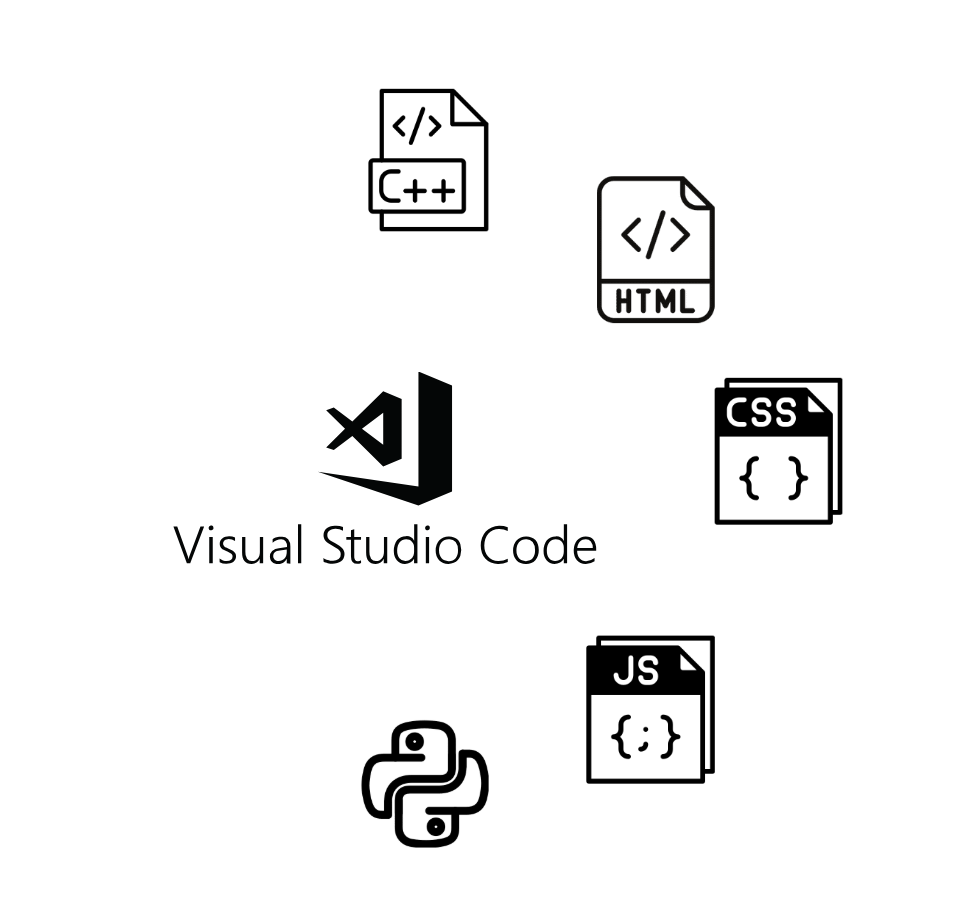 </>
C++
</>
HTML
CSS
{ }
Visual Studio Code
JS
{;}